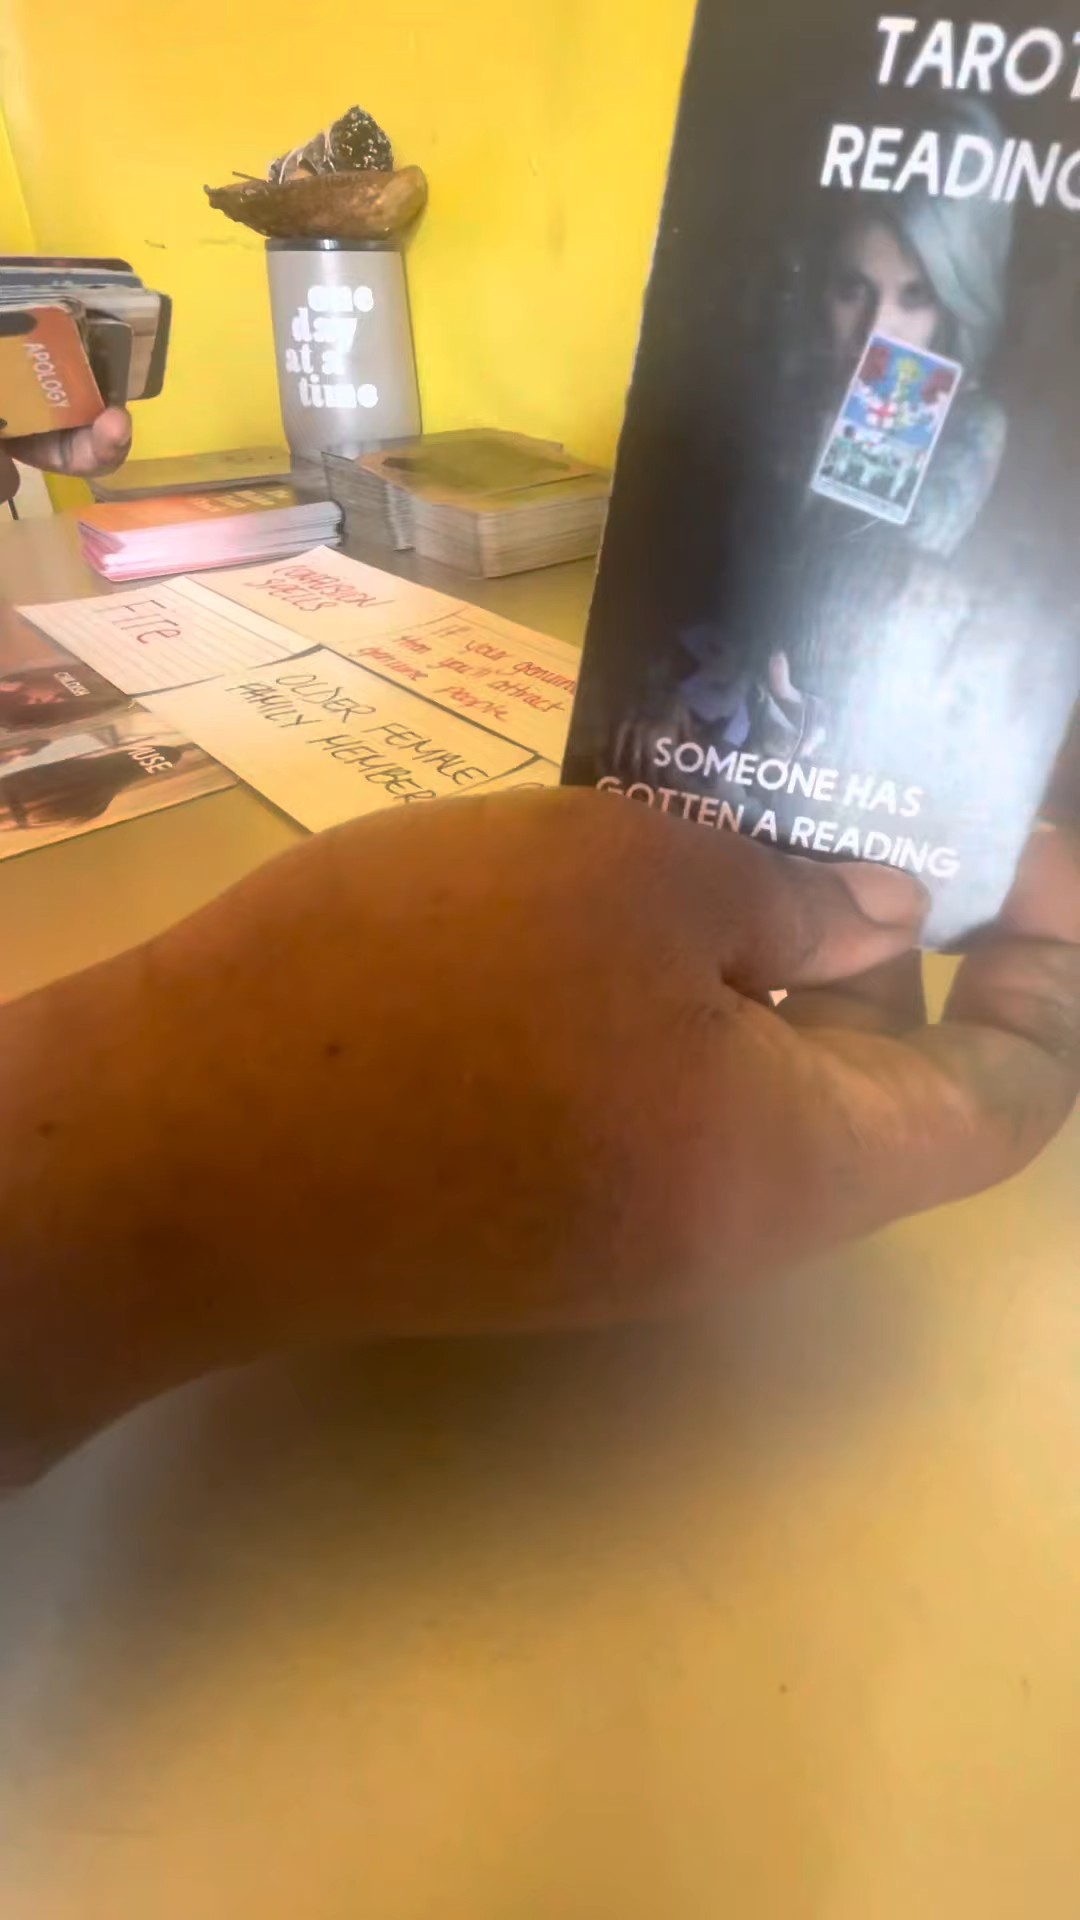 TAROT
READING
SOMEONE HAS
GOTTEN A READING
one
day
at a
time
APOLOGY
CONFUSION
SPELLS
Fire
If your genuine
then you'll attract
genuine people
OLDER FEMALE
FAMILY MEMBER